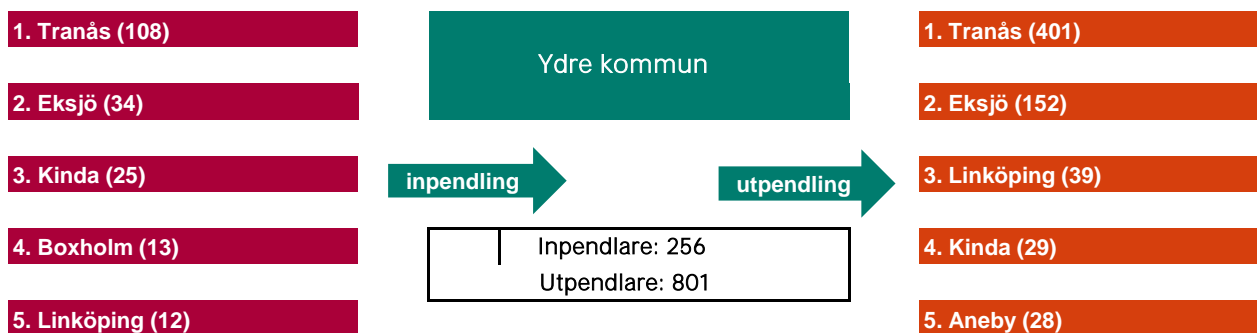 1. Tranås (108)
2. Eksjö (34)
3. Kinda (25)
4. Boxholm (13)
5. Linköping (12)
Ydre kommun
inpendling
utpendling
Inpendlare: 256
Utpendlare: 801
1. Tranås (401)
2. Eksjö (152)
3. Linköping (39)
4. Kinda (29)
5. Aneby (28)